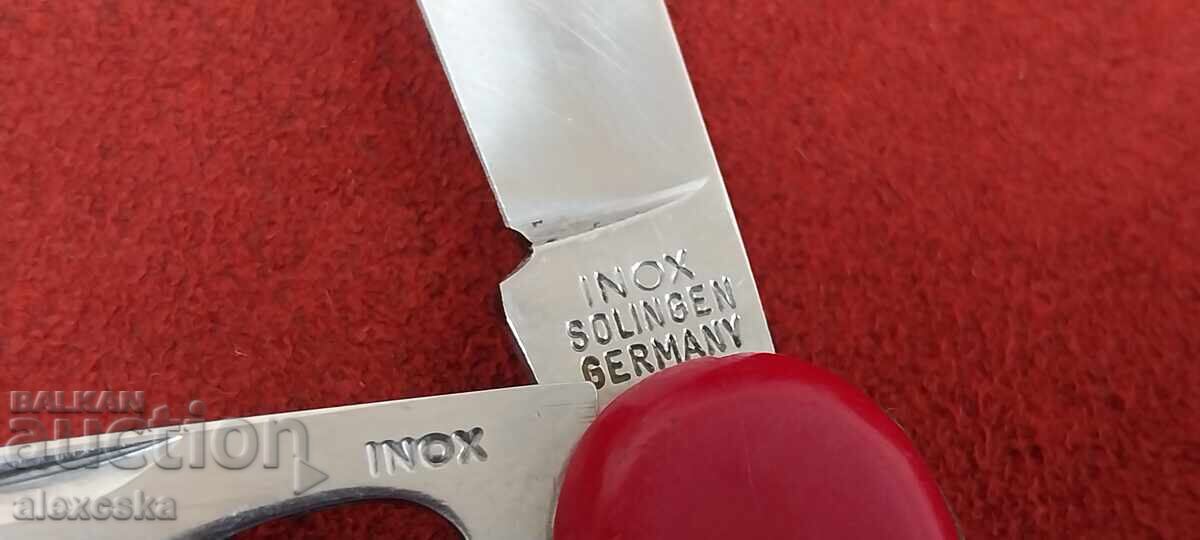 INOX
SOLINGEN
GERMANY
INOX
BALKAN
auction
alexcska